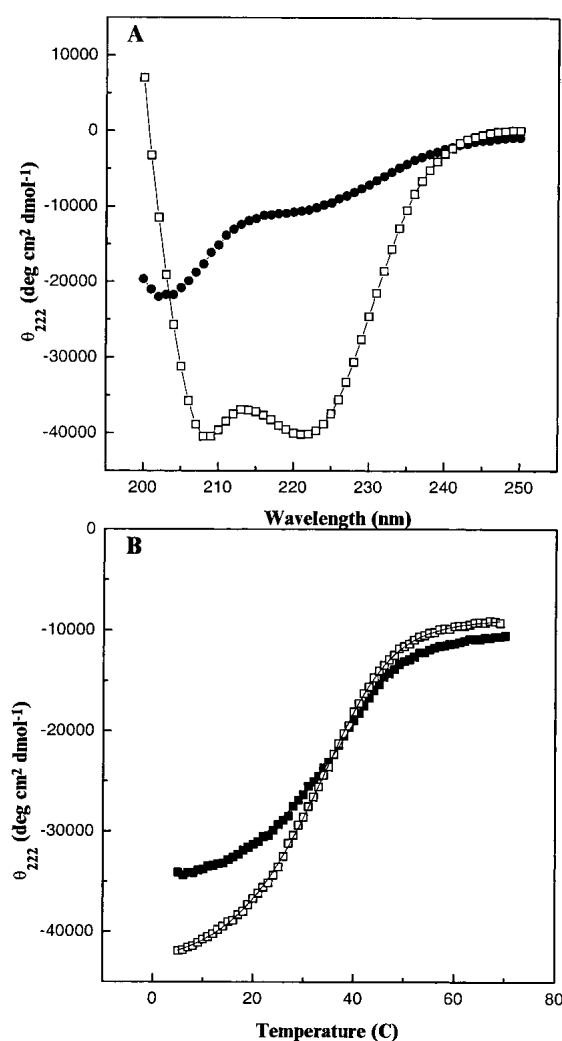 A
10000
0
-10000
-20000
-30000
-40000
θ222 (deg cm2 dmol-1)
200 210 220 230 240 250
Wavelength (nm)
B
0
-10000
-20000
-30000
-40000
θ222 (deg cm2 dmol-1)
0 20 40 60 80
Temperature (C)